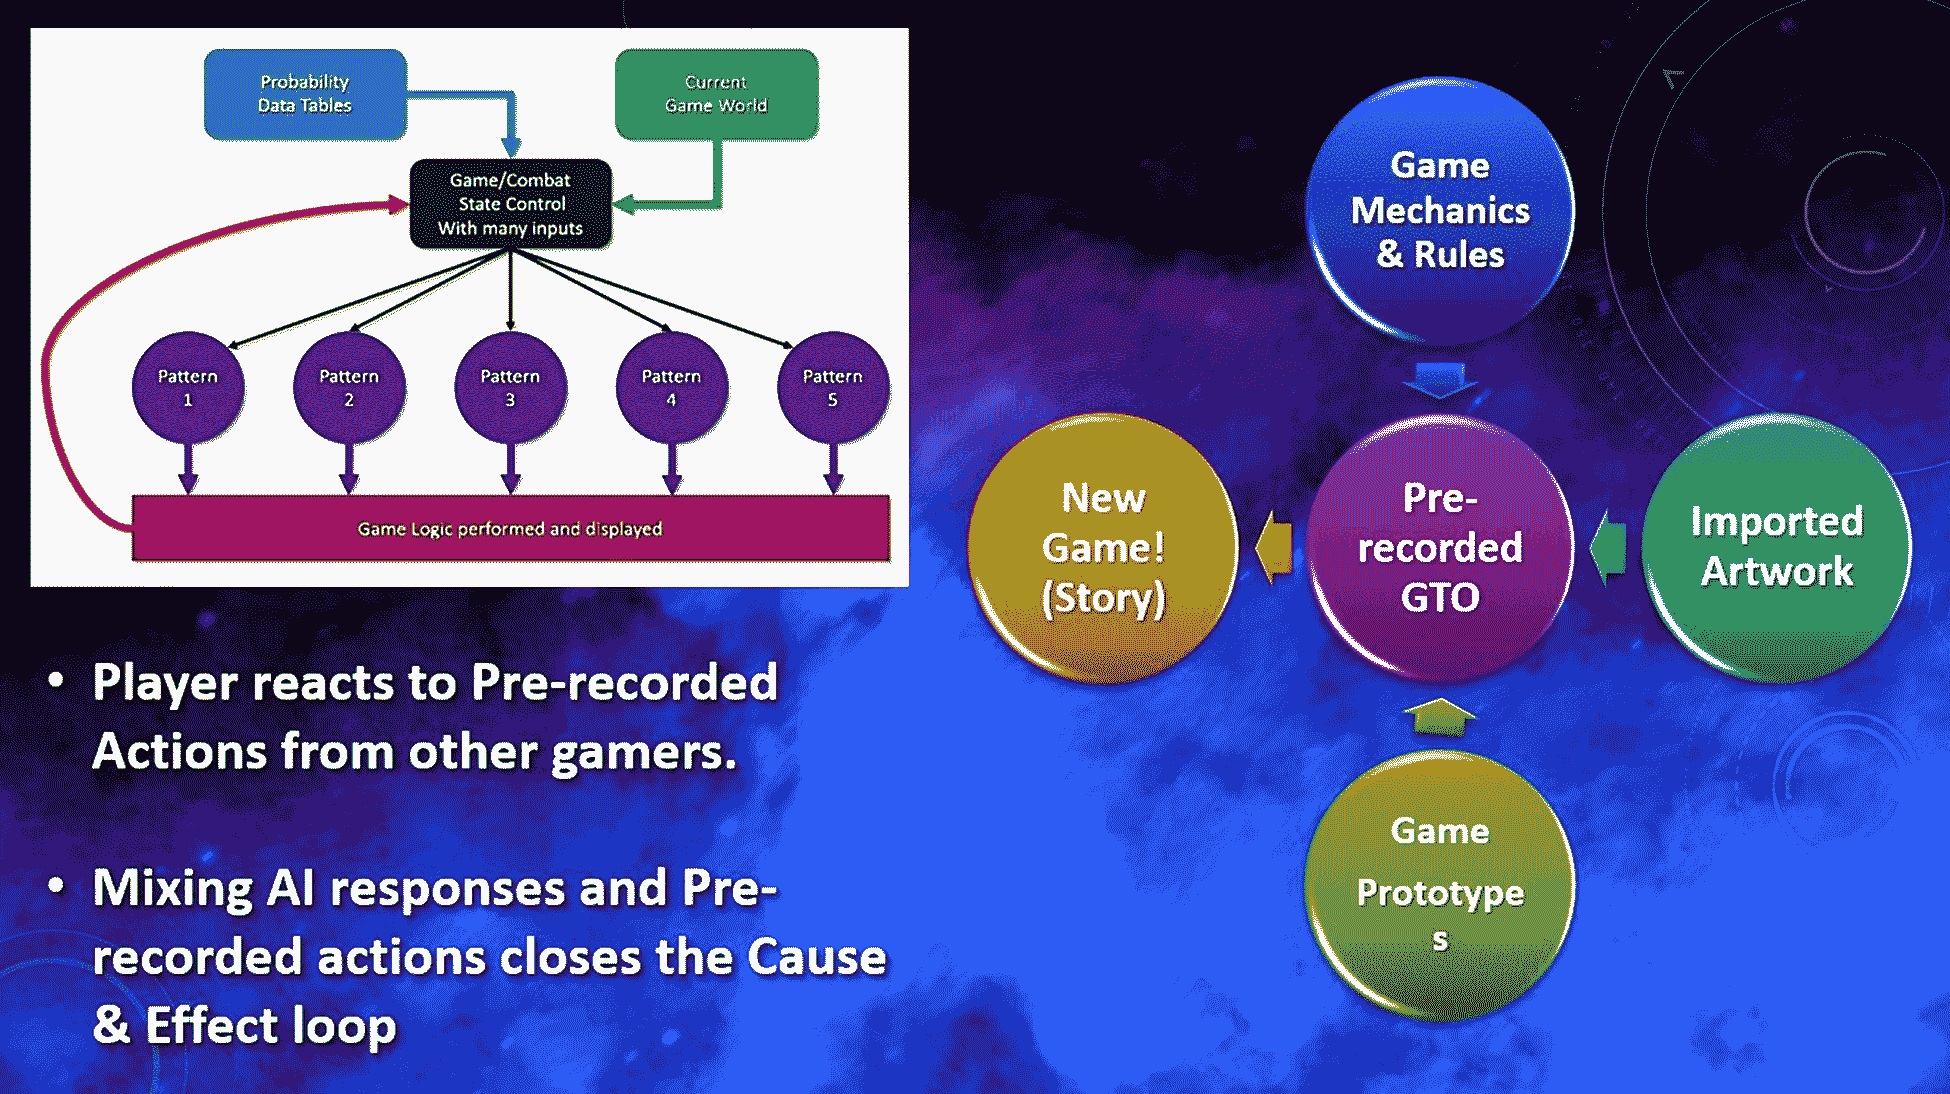 Probability
Data Tables
Current
Game World
Game/Combat
State Control
With many inputs
Pattern
1
Pattern
2
Pattern
3
Pattern
4
Pattern
5
Game Logic performed and displayed
• Player reacts to Pre-recorded
Actions from other gamers.
• Mixing AI responses and Pre-
recorded actions closes the Cause
& Effect loop
Game
Mechanics
& Rules
New
Game!
(Story)
Pre-
recorded
GTO
Imported
Artwork
Game
Prototype
s